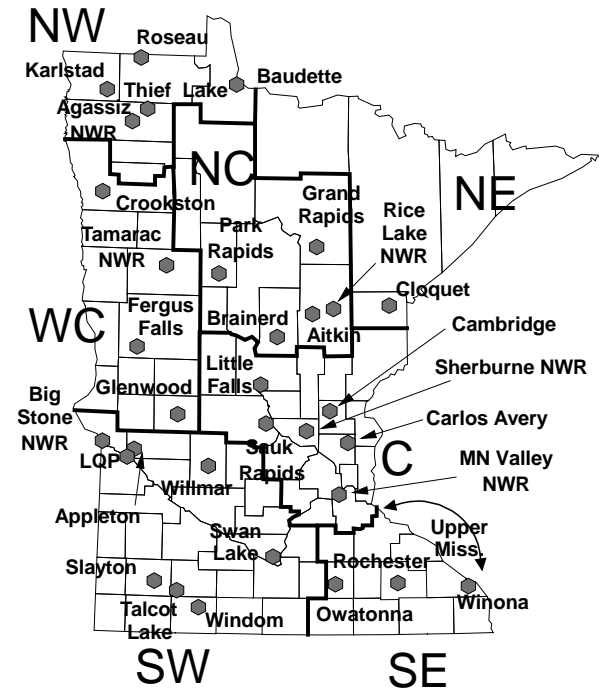 NW
Roseau
Karlstad
Baudette
Thief Lake
Agassiz
NWR
NC
Grand
Rapids
NE
Crookston
Park
Rapids
Rice
Lake
NWR
Tamarac
NWR
Cloquet
WC
Fergus
Falls
Brainerd
Aitkin
Cambridge
Little
Falls
Sherburne NWR
Glenwood
Big
Stone
NWR
Carlos Avery
C
LQP
Sauk
Rapids
MN Valley
NWR
Willmar
Appleton
Swan
Lake
Upper
Miss.
Slayton
Rochester
Talcot
Lake
Windom
Owatonna
Winona
SW
SE